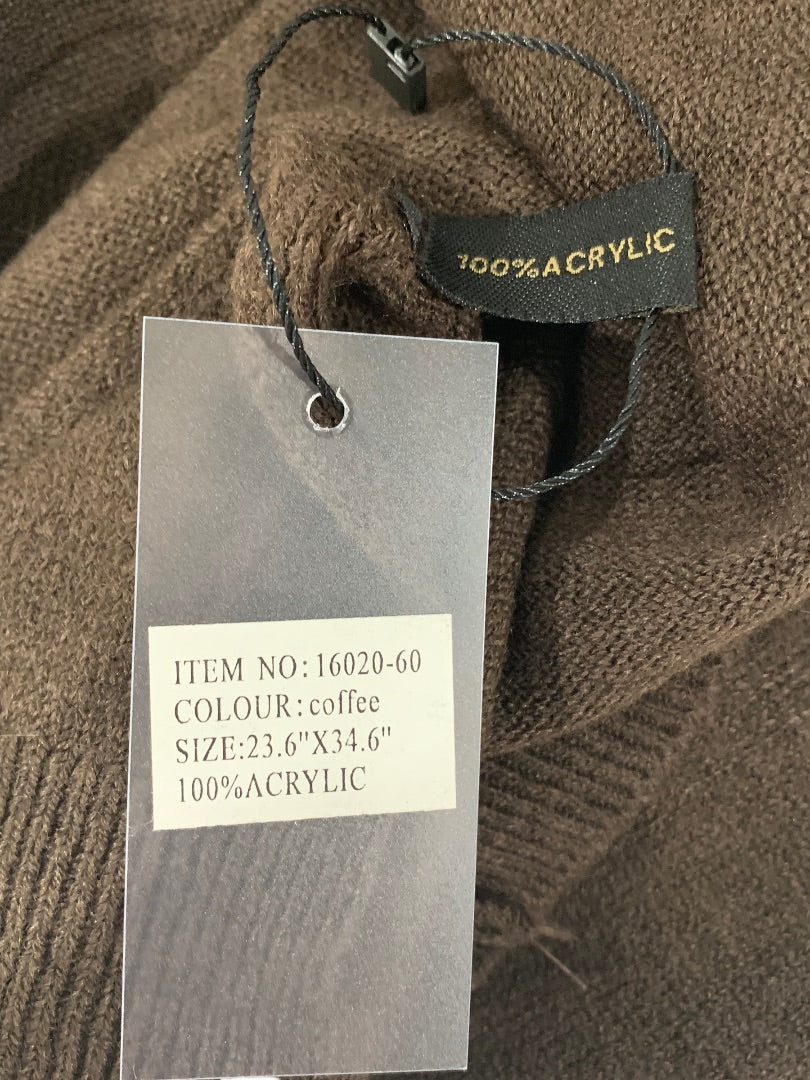 100%ACRYLIC
ITEM NO: 16020-60
COLOUR: coffee
SIZE:23.6"X34.6"
100%ACRYLIC